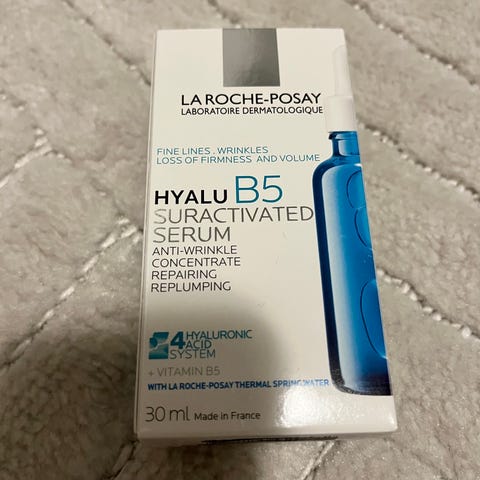 LA ROCHE-POSAY
LABORATOIRE DERMATOLOGIQUE
FINE LINES . WRINKLES
LOSS OF FIRMNESS AND VOLUME
HYALU B5
SURACTIVATED
SERUM
ANTI-WRINKLE
CONCENTRATE
REPAIRING
REPLUMPING
4 HYALURONIC
ACID
SYSTEM
+ VITAMIN B5
WITH LA ROCHE-POSAY THERMAL SPRING WATER
30 ml Made in France